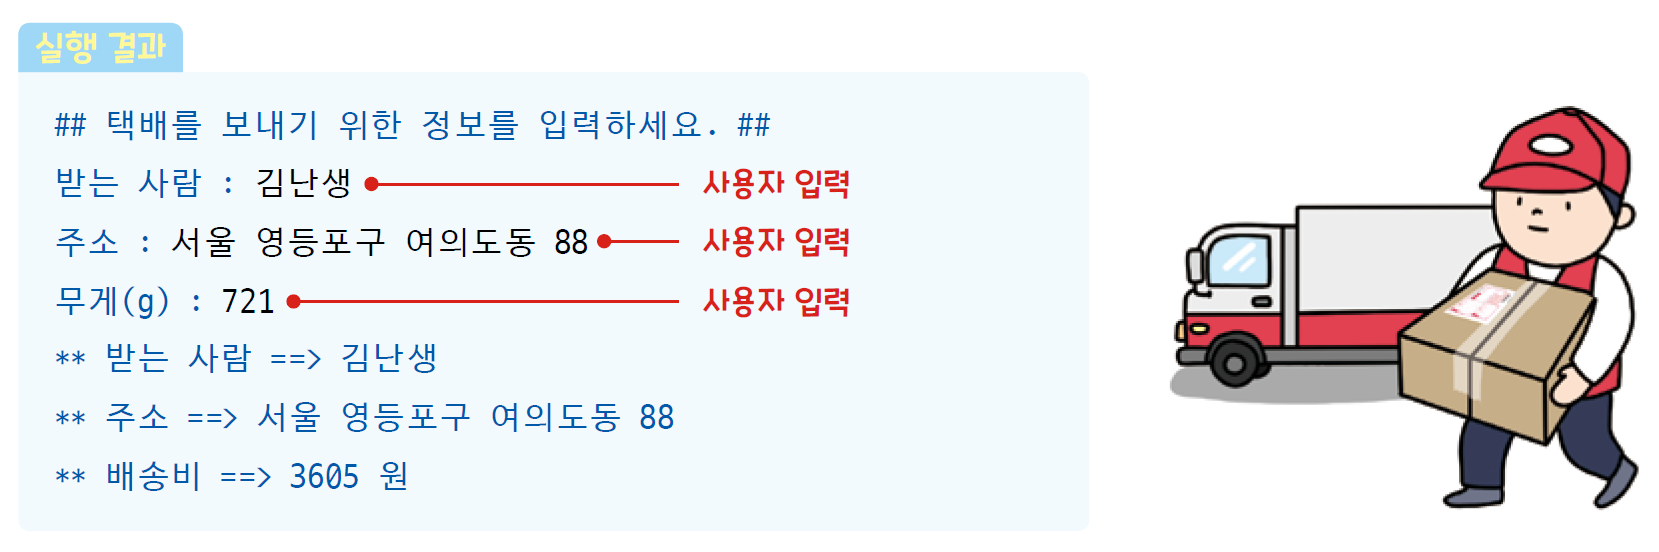 실행 결과
## 택배를 보내기 위한 정보를 입력하세요. ##
받는 사람 : 김난생 사용자 입력
주소 : 서울 영등포구 여의도동 88 사용자 입력
무게(g) : 721 사용자 입력
** 받는 사람 ==> 김난생
** 주소 ==> 서울 영등포구 여의도동 88
** 배송비 ==> 3605 원